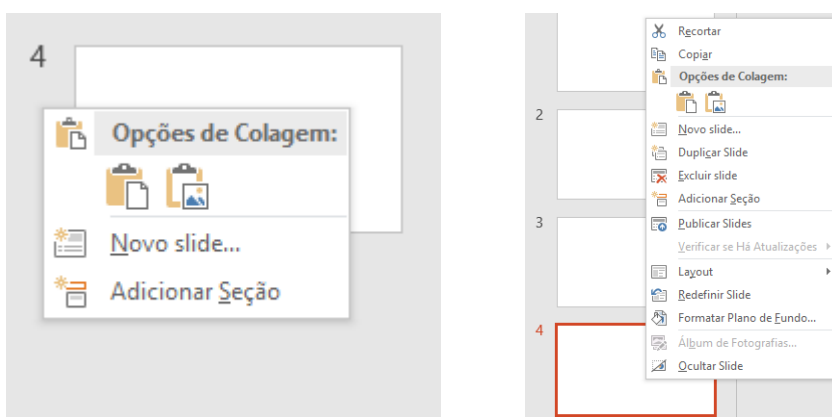 4
Opções de Colagem:
Novo slide...
Adicionar Seção
Recortar
Copiar
Opções de Colagem:
2
Novo slide...
Duplicar Slide
Excluir slide
Adicionar Seção
3
Publicar Slides
Verificar se Há Atualizações
Layout
Redefinir Slide
Formatar Plano de Fundo...
4
Álbum de Fotografias...
Ocultar Slide